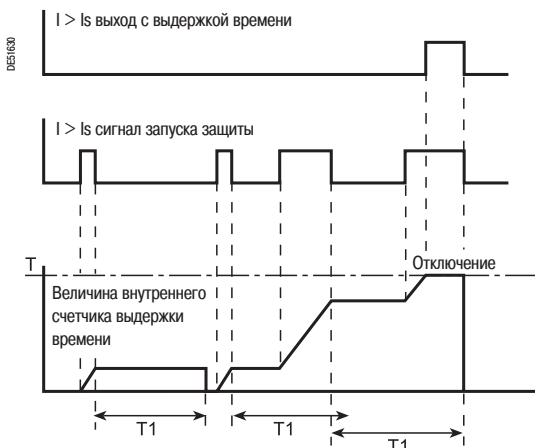 DE51630
I > Is выход с выдержкой времени
I > Is сигнал запуска защиты
T
Отключение
Величина внутреннего
счетчика выдержки
времени
T1
T1
T1